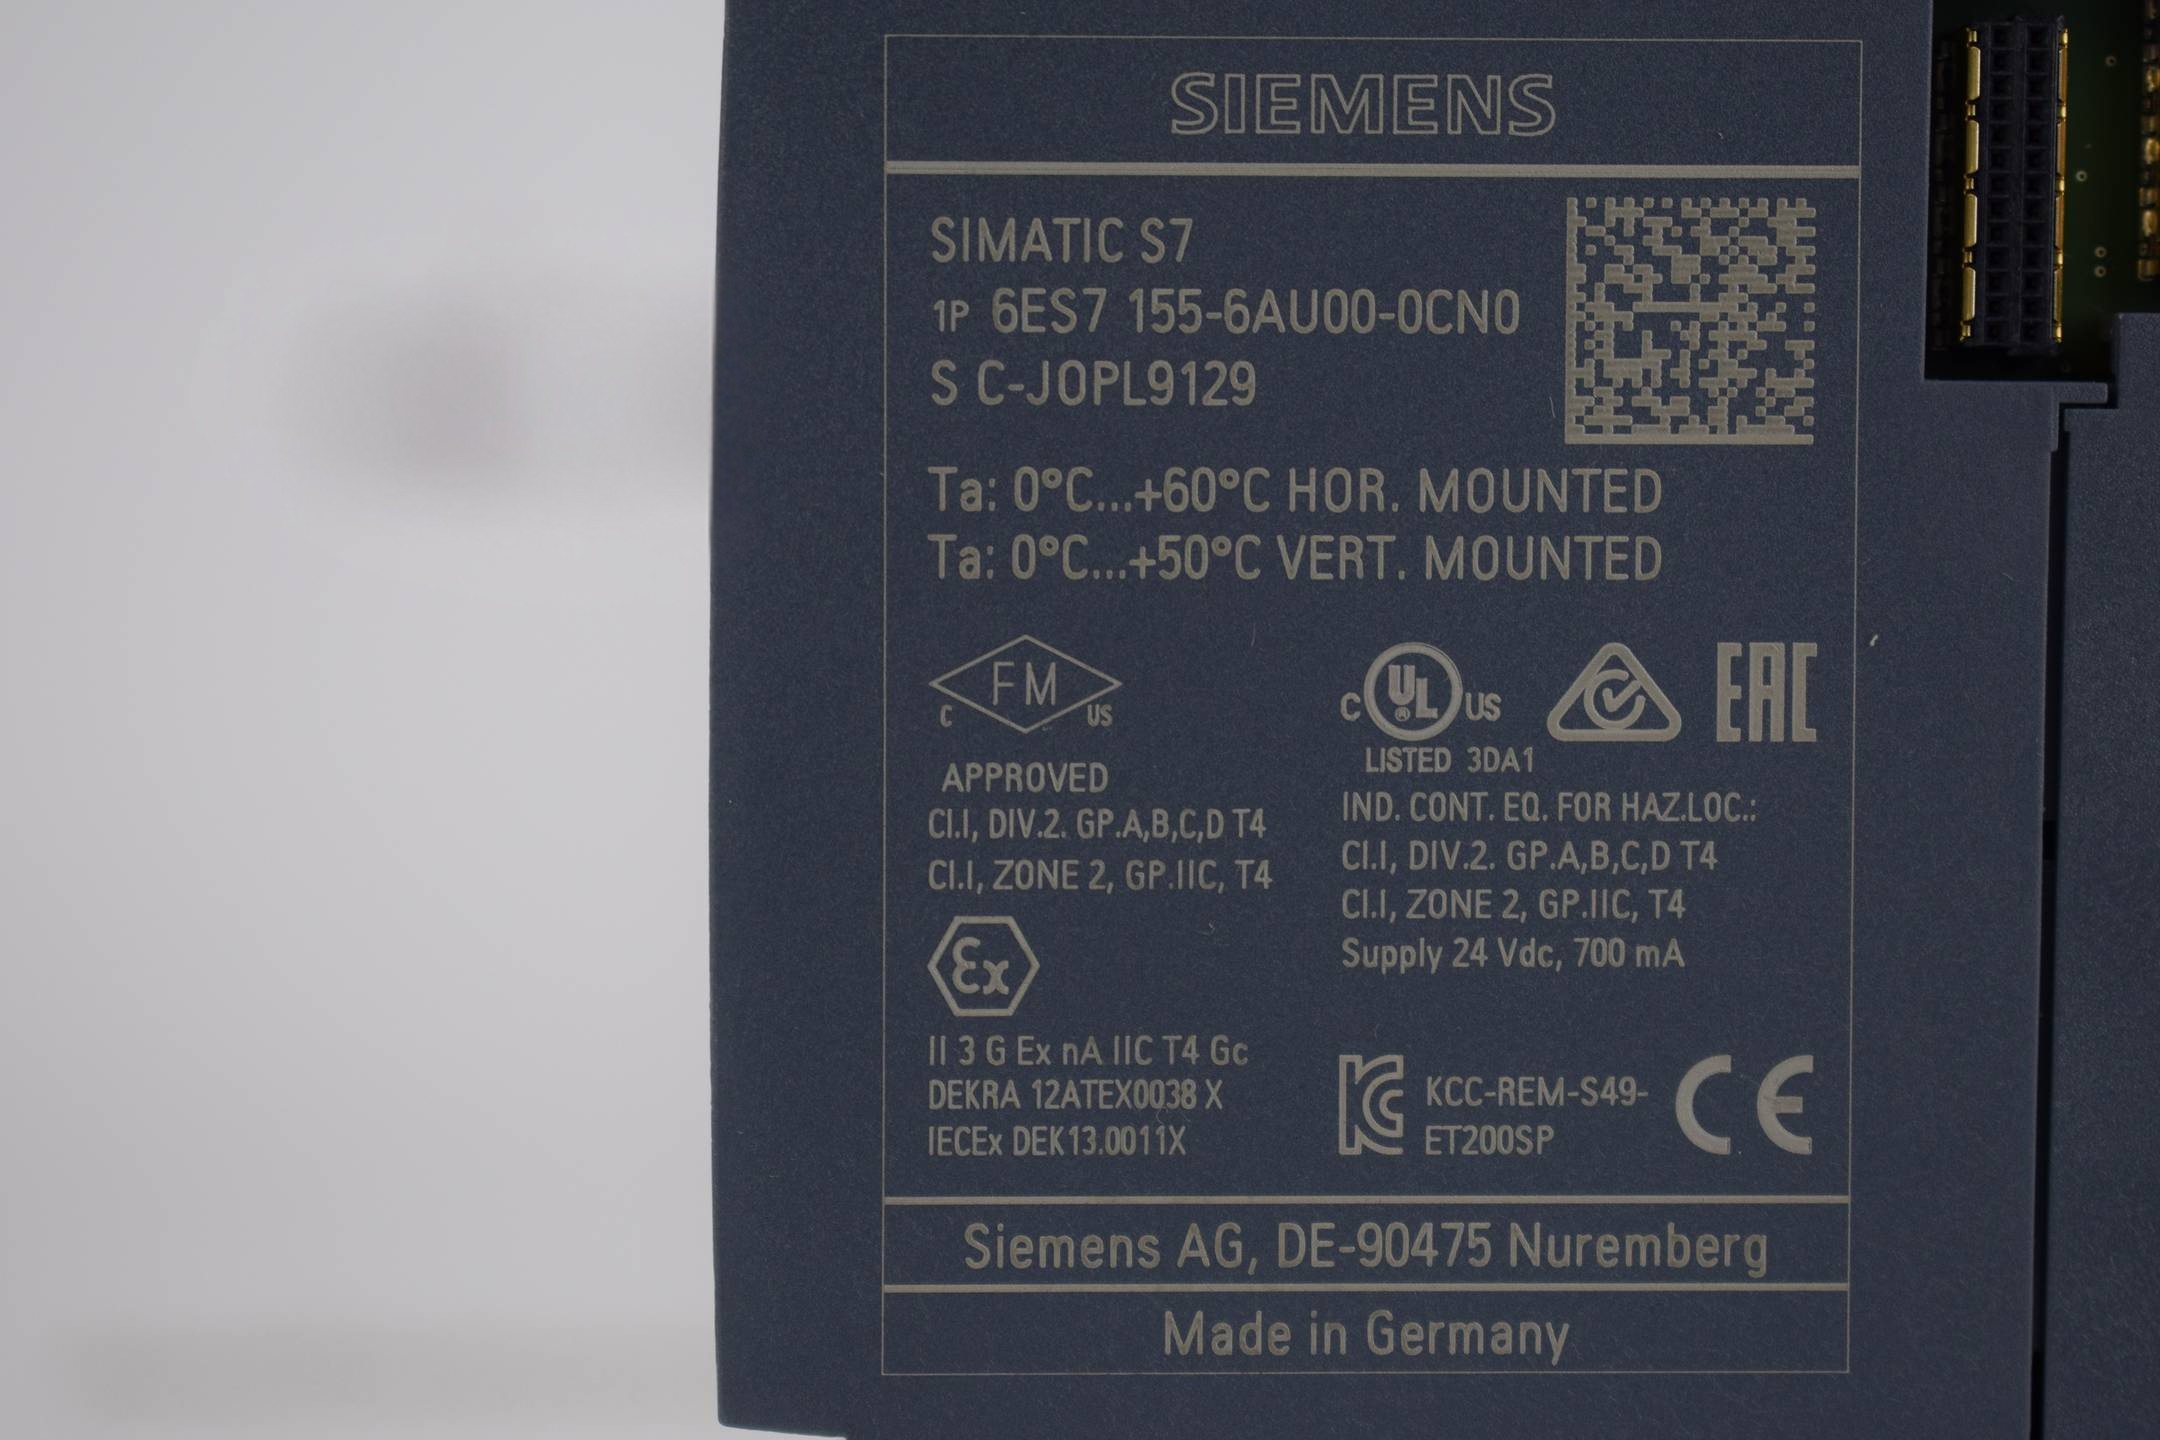 SIEMENS
SIMATIC S7
1P 6ES7 155-6AU00-0CN0
S C-J0PL9129
Ta: 0°C...+60°C HOR. MOUNTED
Ta: 0°C...+50°C VERT. MOUNTED
FM
C US
APPROVED
Cl.I, DIV.2. GP.A,B,C,D T4
Cl.I, ZONE 2, GP.IIC, T4
C UL® US
EAC
LISTED 3DA1
IND. CONT. EQ. FOR HAZ.LOC.:
Cl.I, DIV.2. GP.A,B,C,D T4
Cl.I, ZONE 2, GP.IIC, T4
Supply 24 Vdc, 700 mA
Ex
II 3 G Ex nA IIC T4 Gc
DEKRA 12ATEX0038 X
IECEx DEK13.0011X
KC
KCC-REM-S49-
ET200SP
CE
Siemens AG, DE-90475 Nuremberg
Made in Germany